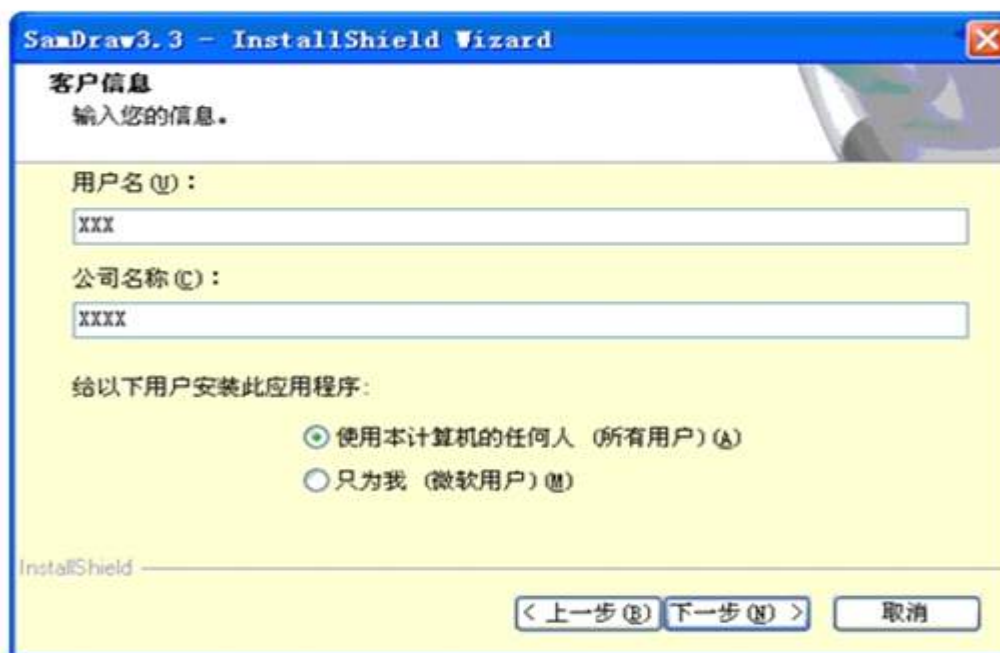 SamDraw3.3 - InstallShield Wizard
客户信息
输入您的信息。
用户名(U)：
XXX
公司名称(C)：
XXXX
给以下用户安装此应用程序:
使用本计算机的任何人 (所有用户)(A)
只为我 (微软用户)(M)
InstallShield
< 上一步(B) 下一步(N) > 取消